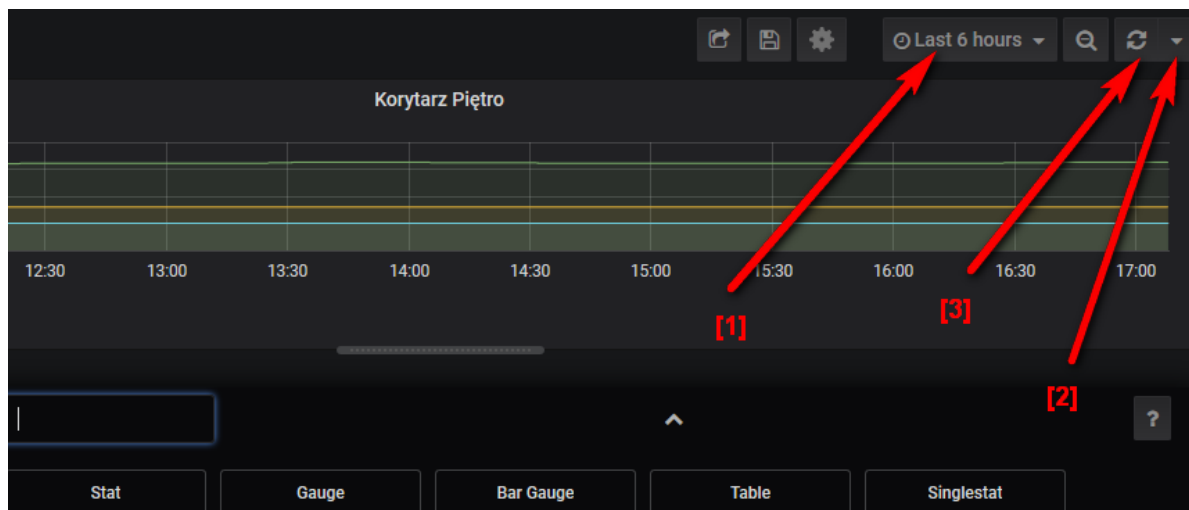 Last 6 hours
Korytarz Piętro
12:30 13:00 13:30 14:00 14:30 15:00 15:30 16:00 16:30 17:00
[1]
[3]
[2]
?
Stat Gauge Bar Gauge Table Singlestat